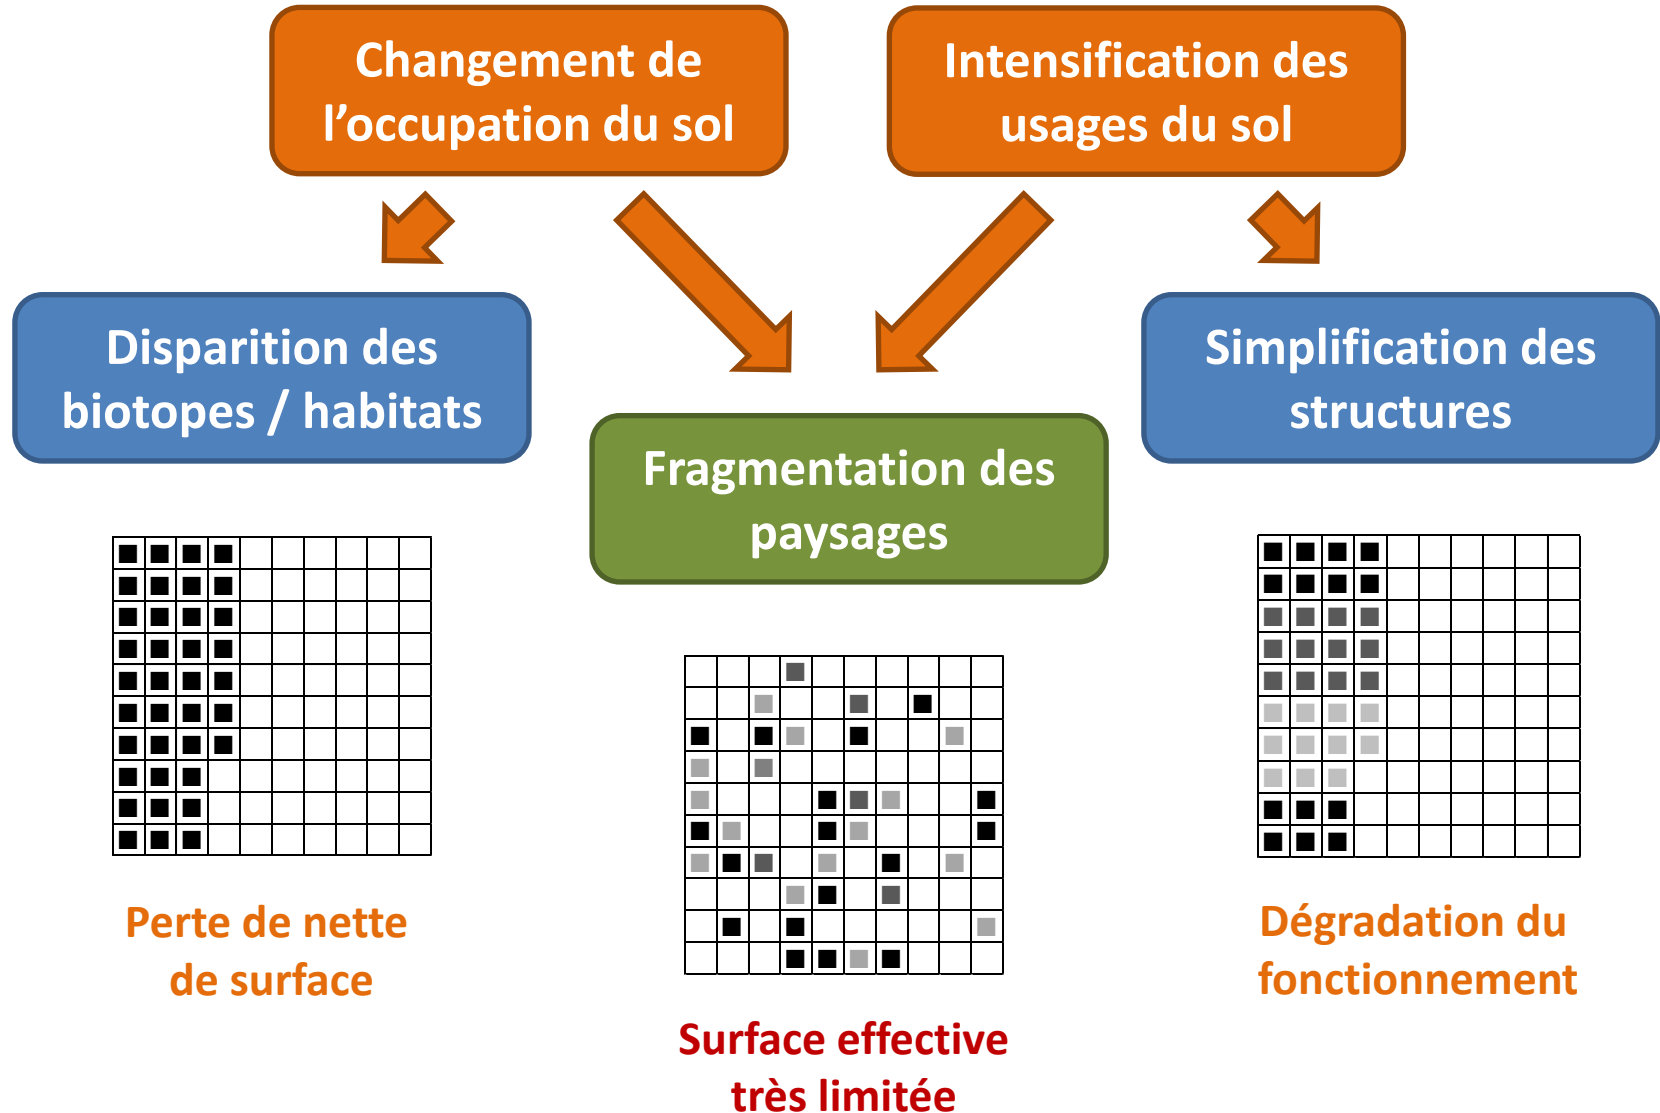 Changement de
l’occupation du sol
Intensification des
usages du sol
Disparition des
biotopes / habitats
Simplification des
structures
Fragmentation des
paysages
Perte de nette
de surface
Dégradation du
fonctionnement
Surface effective
très limitée